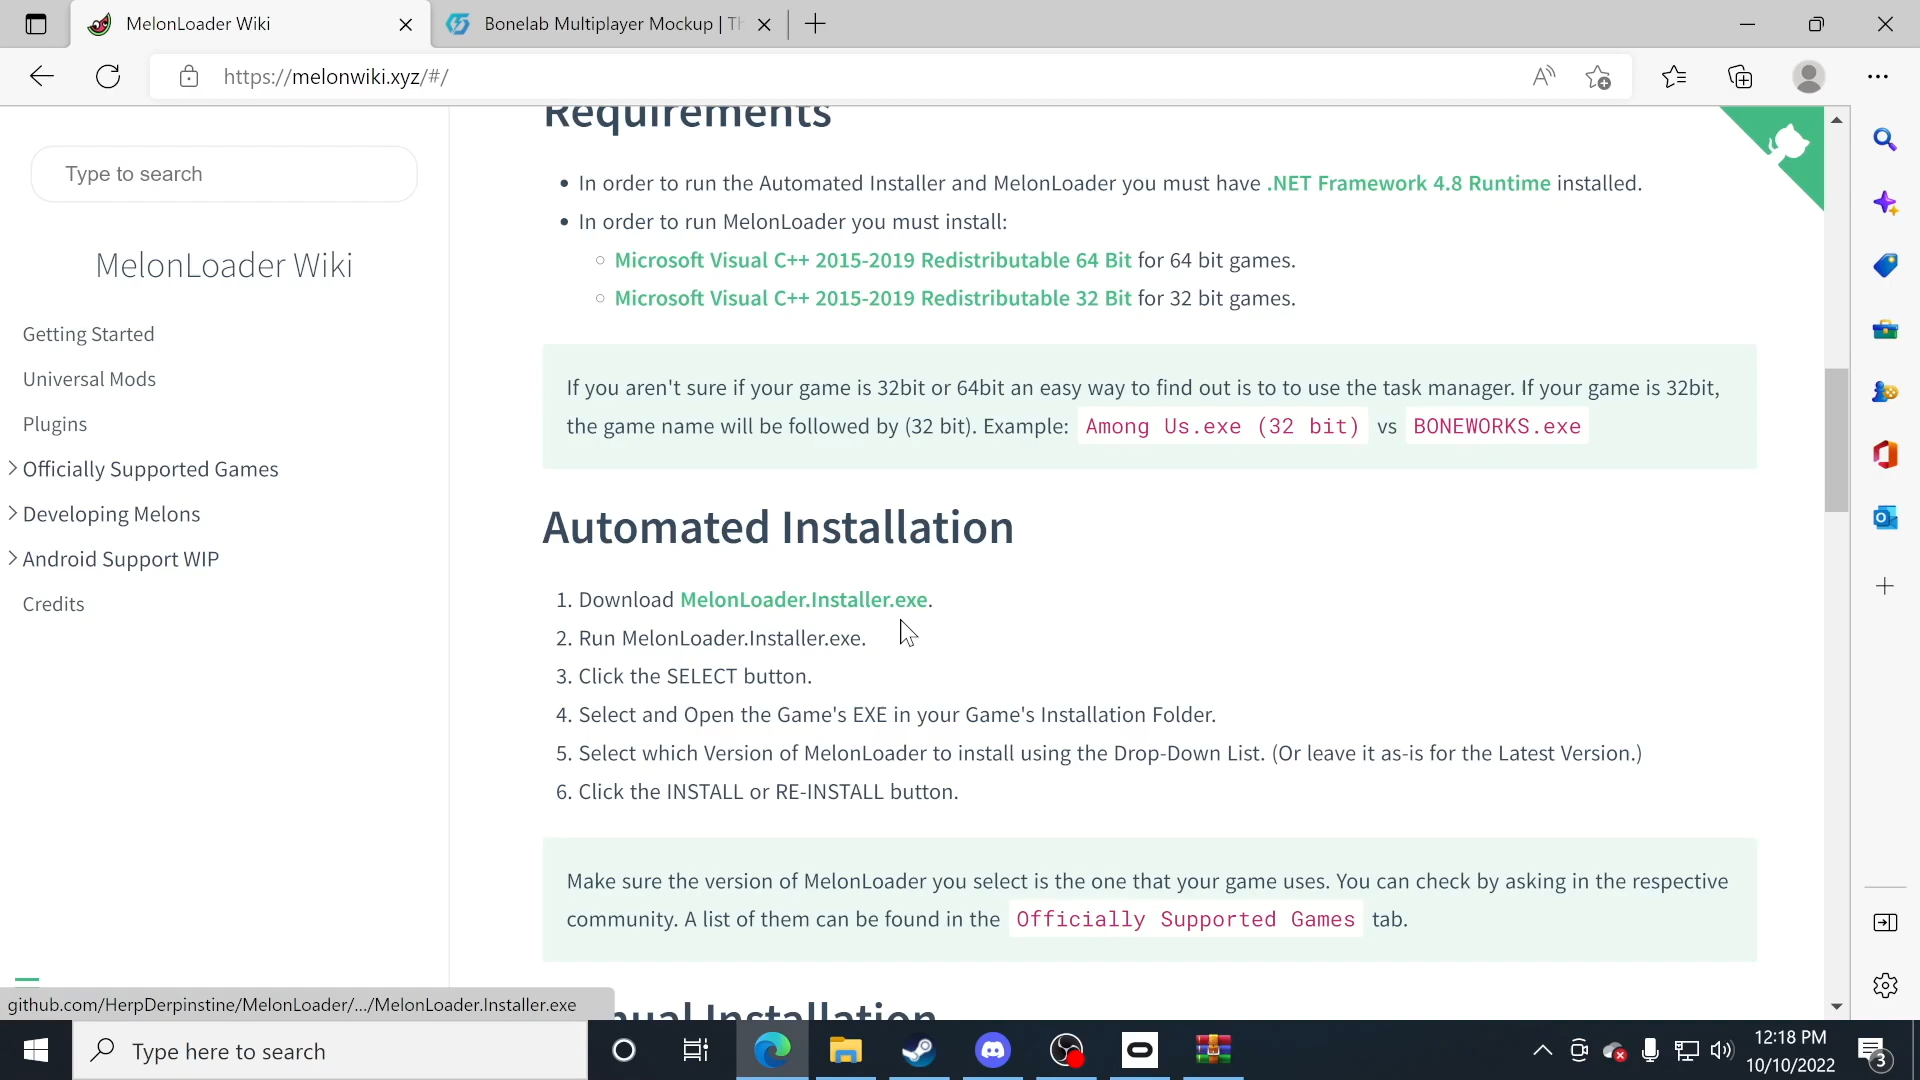 MelonLoader Wiki
Bonelab Multiplayer Mockup | Th
https://melonwiki.xyz/#/
Type to search
MelonLoader Wiki
Getting Started
Universal Mods
Plugins
Officially Supported Games
Developing Melons
Android Support WIP
Credits
Requirements
In order to run the Automated Installer and MelonLoader you must have .NET Framework 4.8 Runtime installed.
In order to run MelonLoader you must install:
Microsoft Visual C++ 2015-2019 Redistributable 64 Bit for 64 bit games.
Microsoft Visual C++ 2015-2019 Redistributable 32 Bit for 32 bit games.
If you aren't sure if your game is 32bit or 64bit an easy way to find out is to to use the task manager. If your game is 32bit,
the game name will be followed by (32 bit). Example: Among Us.exe (32 bit) vs BONEWORKS.exe
Automated Installation
1. Download MelonLoader.Installer.exe.
2. Run MelonLoader.Installer.exe.
3. Click the SELECT button.
4. Select and Open the Game's EXE in your Game's Installation Folder.
5. Select which Version of MelonLoader to install using the Drop-Down List. (Or leave it as-is for the Latest Version.)
6. Click the INSTALL or RE-INSTALL button.
Make sure the version of MelonLoader you select is the one that your game uses. You can check by asking in the respective
community. A list of them can be found in the Officially Supported Games tab.
nual Installation
github.com/HerpDerpinstine/MelonLoader/.../MelonLoader.Installer.exe
Type here to search
12:18 PM
10/10/2022
3